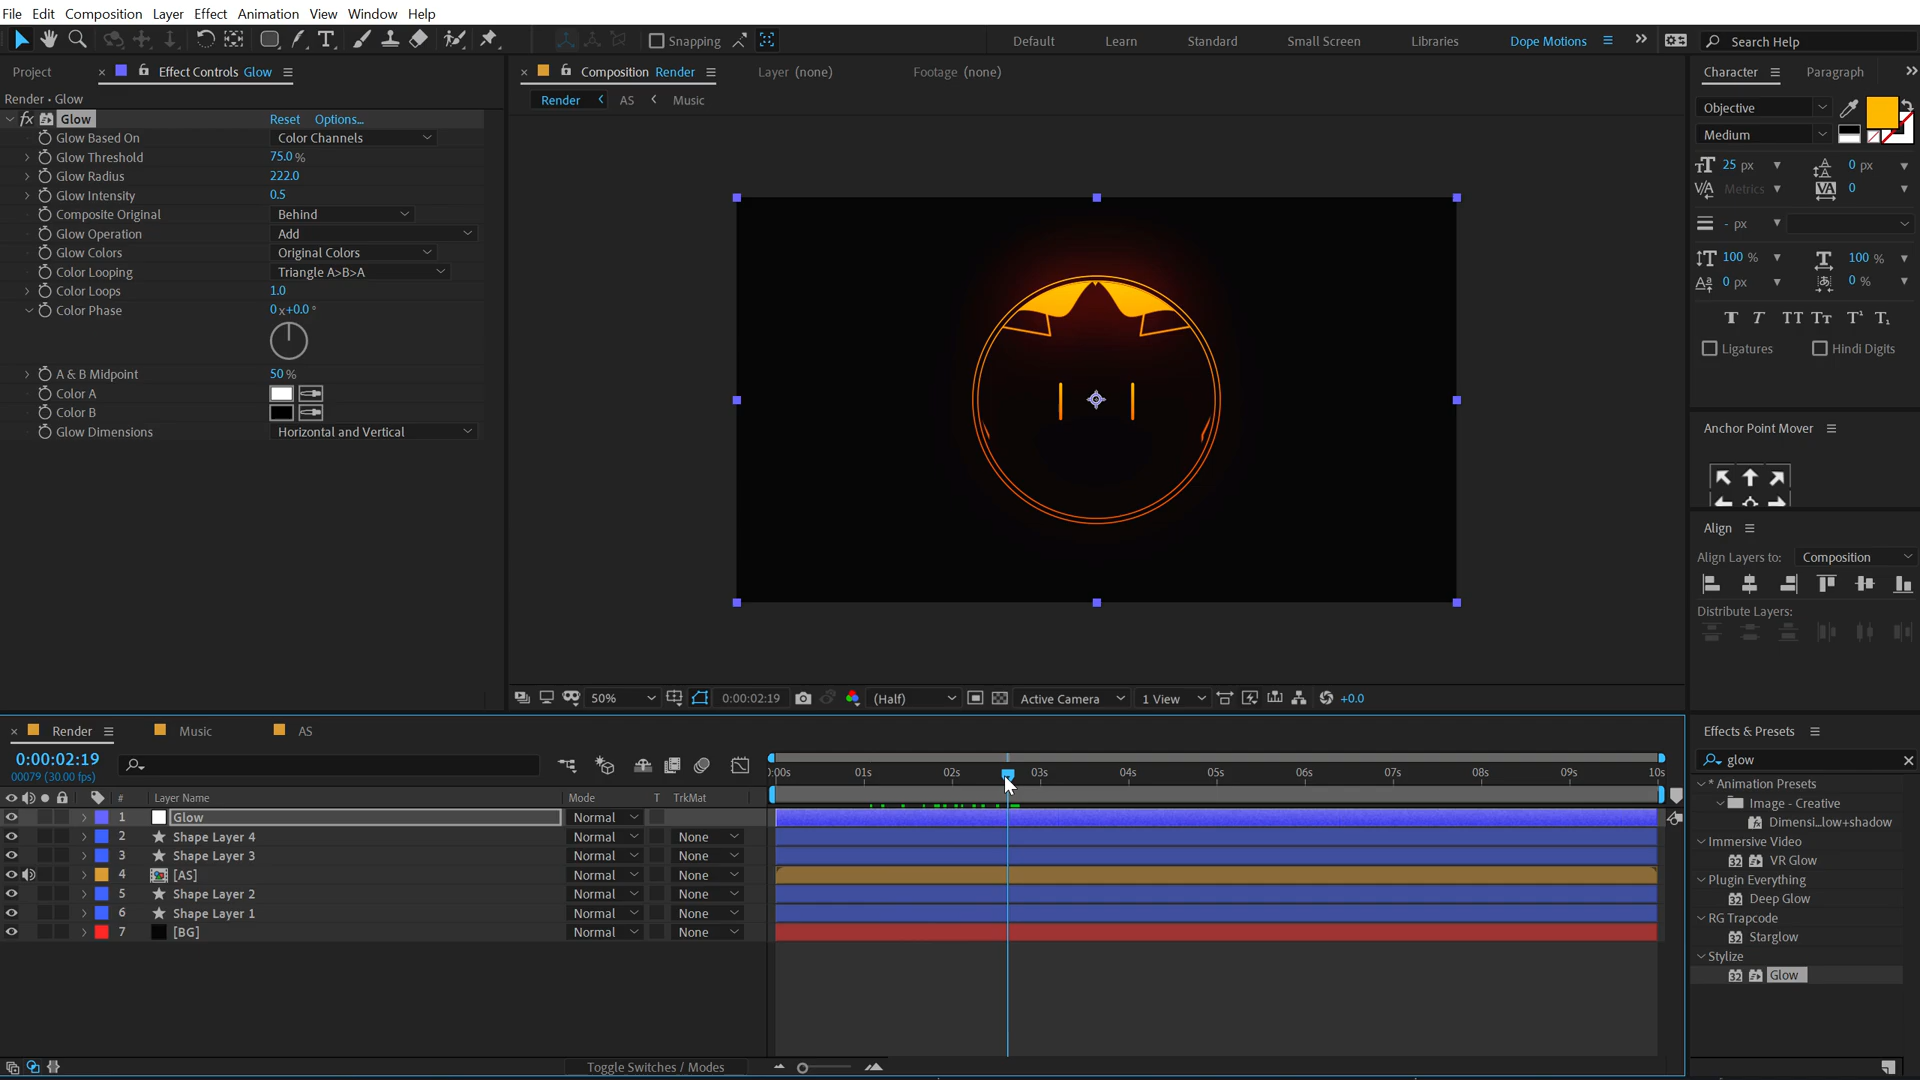 File Edit Composition Layer Effect Animation View Window Help
Snapping
Default Learn Standard Small Screen Libraries Dope Motions Search Help
Project Effect Controls Glow
Render • Glow
fx Glow Reset Options...
Glow Based On Color Channels
Glow Threshold 75.0 %
Glow Radius 222.0
Glow Intensity 0.5
Composite Original Behind
Glow Operation Add
Glow Colors Original Colors
Color Looping Triangle A>B>A
Color Loops 1.0
Color Phase 0 x+0.0 °
A & B Midpoint 50 %
Color A
Color B
Glow Dimensions Horizontal and Vertical
Composition Render Layer (none) Footage (none)
Render AS Music
50% 0:00:02:19 (Half) Active Camera 1 View +0.0
Character Paragraph
Objective
Medium
25 px 0 px
Metrics 0
- px
100 % 100 %
0 px 0 %
T T TT Tt T¹ T₁
Ligatures Hindi Digits
Anchor Point Mover
Align
Align Layers to: Composition
Distribute Layers:
Effects & Presets
glow
* Animation Presets
Image - Creative
Dimensi...low+shadow
Immersive Video
VR Glow
Plugin Everything
Deep Glow
RG Trapcode
Starglow
Stylize
Glow
Render Music AS
0:00:02:19
00079 (30.00 fps)
):00s 01s 02s 03s 04s 05s 06s 07s 08s 09s 10s
# Layer Name Mode T TrkMat
1 Glow Normal
2 Shape Layer 4 Normal None
3 Shape Layer 3 Normal None
4 [AS] Normal None
5 Shape Layer 2 Normal None
6 Shape Layer 1 Normal None
7 [BG] Normal None
Toggle Switches / Modes